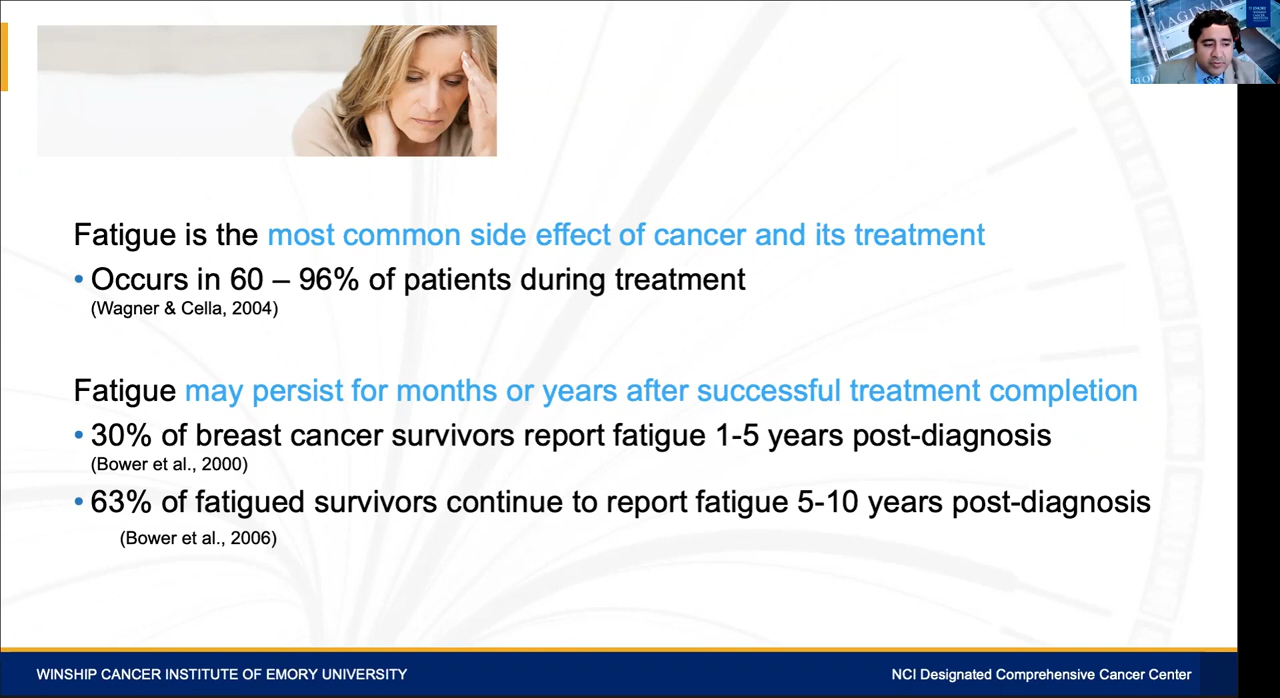 Fatigue is the most common side effect of cancer and its treatment
• Occurs in 60 – 96% of patients during treatment
(Wagner & Cella, 2004)
Fatigue may persist for months or years after successful treatment completion
• 30% of breast cancer survivors report fatigue 1-5 years post-diagnosis
(Bower et al., 2000)
• 63% of fatigued survivors continue to report fatigue 5-10 years post-diagnosis
(Bower et al., 2006)
WINSHIP CANCER INSTITUTE OF EMORY UNIVERSITY
NCI Designated Comprehensive Cancer Center